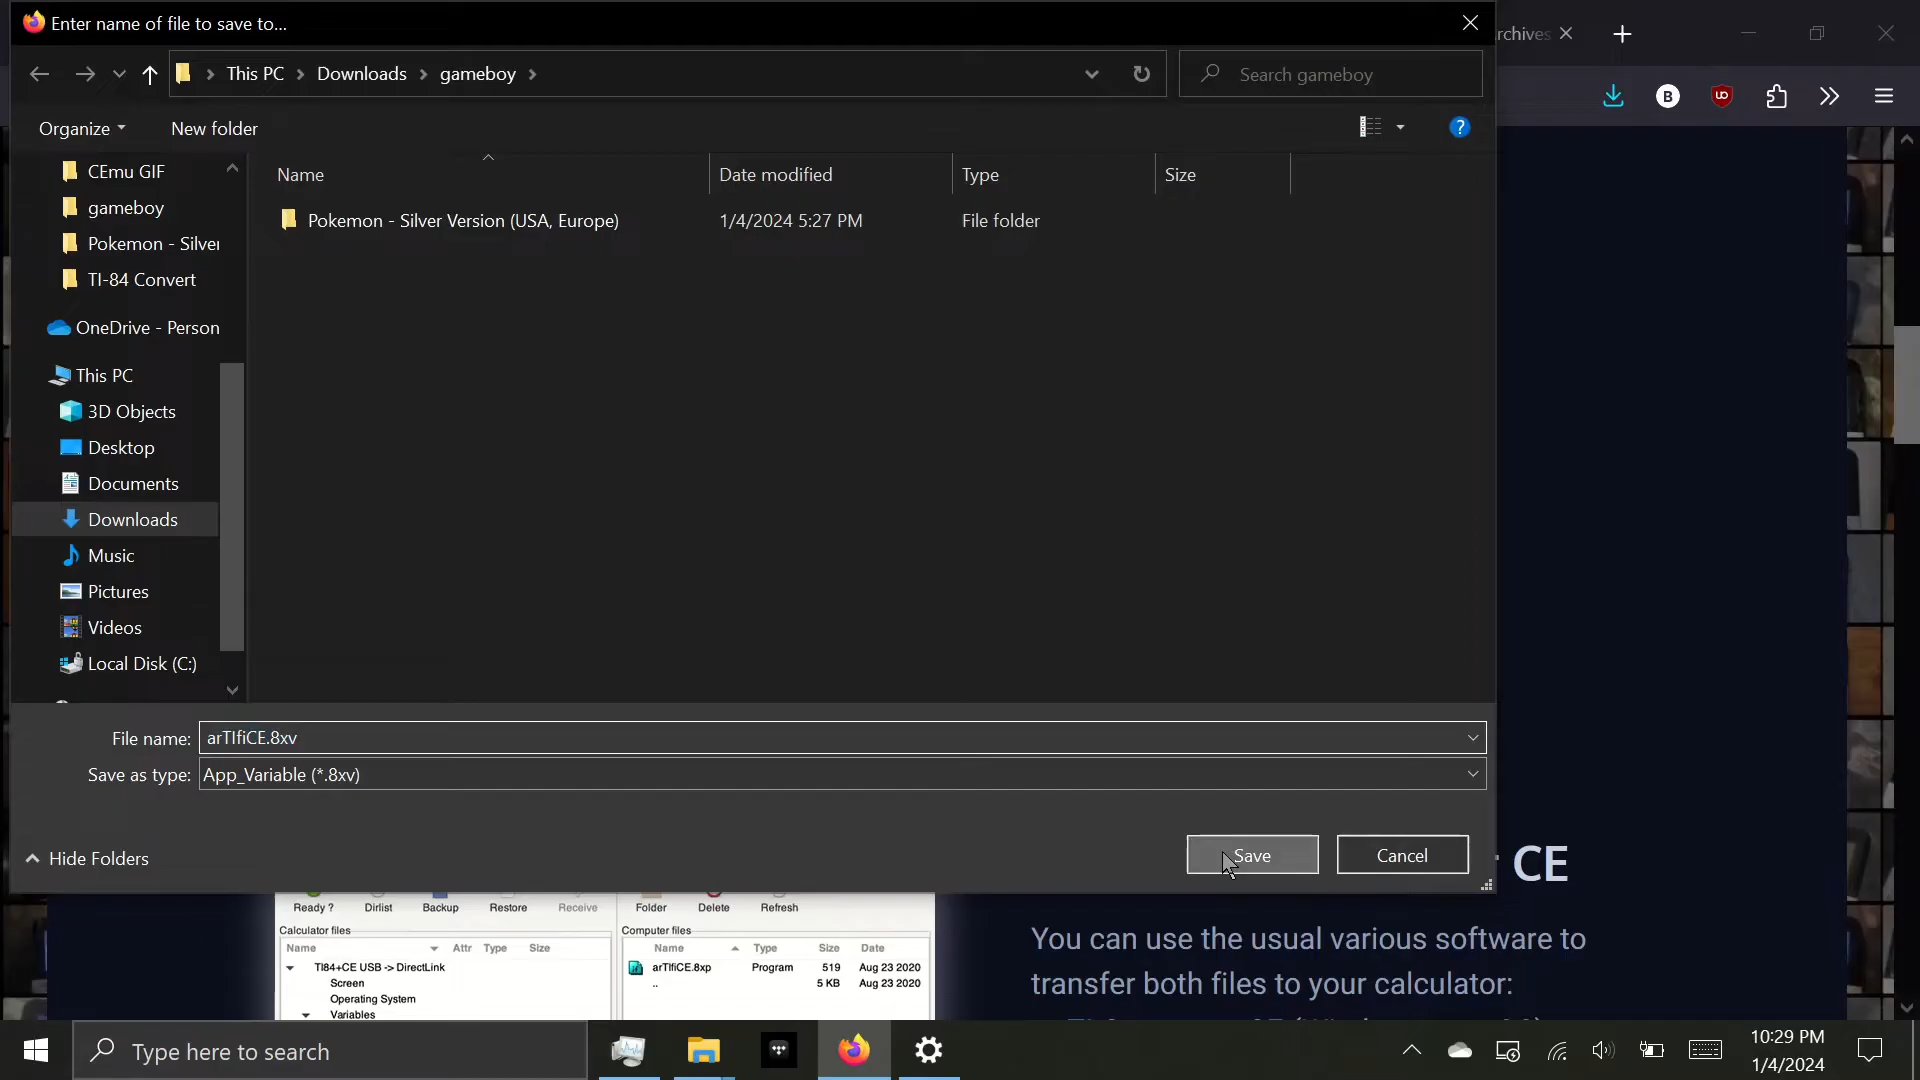 Enter name of file to save to...
rchives
This PC
Downloads
gameboy
Search gameboy
B
UO
Organize
New folder
?
CEmu GIF
gameboy
Pokemon - Silver
TI-84 Convert
OneDrive - Person
This PC
3D Objects
Desktop
Documents
Downloads
Music
Pictures
Videos
Local Disk (C:)
Name
Date modified
Type
Size
Pokemon - Silver Version (USA, Europe)
1/4/2024 5:27 PM
File folder
File name:
arTIfiCE.8xv
Save as type:
App_Variable (*.8xv)
Hide Folders
Save
Cancel
CE
You can use the usual various software to
transfer both files to your calculator:
Ready ?
Dirlist
Backup
Restore
Receive
Folder
Delete
Refresh
Calculator files
Name
Attr
Type
Size
TI84+CE USB -> DirectLink
Screen
Operating System
Variables
Computer files
Name
Type
Size
Date
arTIfiCE.8xp
Program
519
Aug 23 2020
..
5 KB
Aug 23 2020
Type here to search
10:29 PM
1/4/2024